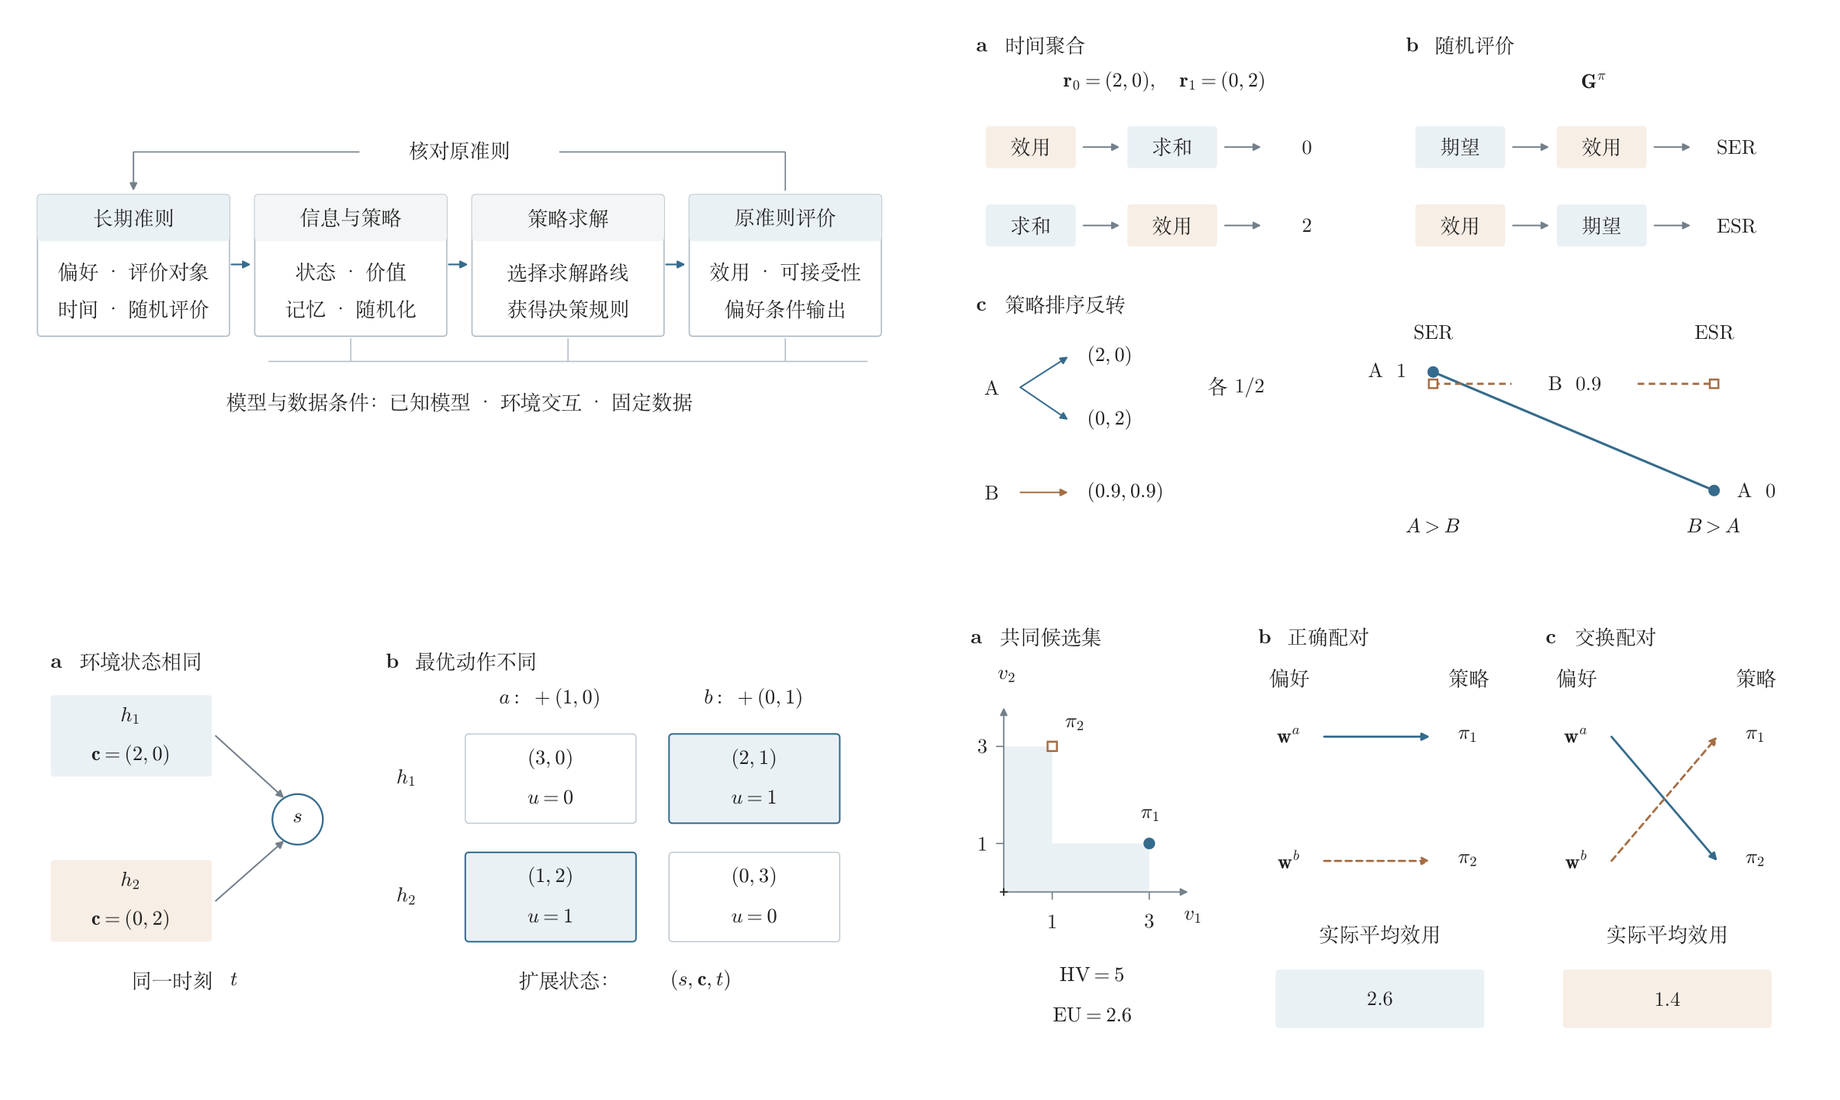 核对原准则
长期准则
偏好 · 评价对象
时间 · 随机评价
信息与策略
状态 · 价值
记忆 · 随机化
策略求解
选择求解路线
获得决策规则
原准则评价
效用 · 可接受性
偏好条件输出
模型与数据条件：已知模型 · 环境交互 · 固定数据
a 时间聚合
r₀ = (2, 0), r₁ = (0, 2)
效用 求和 0
求和 效用 2
b 随机评价
G^π
期望 效用 SER
效用 期望 ESR
c 策略排序反转
A
(2, 0)
(0, 2)
各 1/2
B
(0.9, 0.9)
SER
ESR
A 1
B 0.9
A 0
A > B
B > A
a 环境状态相同
h₁
c = (2, 0)
s
h₂
c = (0, 2)
同一时刻 t
b 最优动作不同
a: +(1, 0)
b: +(0, 1)
h₁
(3, 0)
u = 0
(2, 1)
u = 1
h₂
(1, 2)
u = 1
(0, 3)
u = 0
扩展状态： (s, c, t)
a 共同候选集
v₂
π₂
3
π₁
1
1
3
v₁
HV = 5
EU = 2.6
b 正确配对
偏好 策略
wᵃ π₁
wᵇ π₂
实际平均效用
2.6
c 交换配对
偏好 策略
wᵃ π₁
wᵇ π₂
实际平均效用
1.4